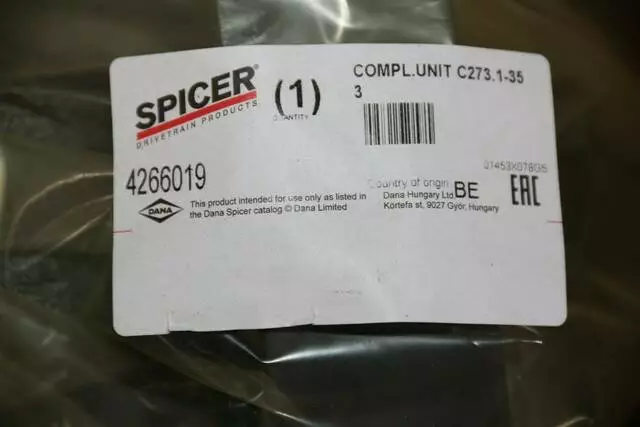 SPICER®
DRIVETRAIN PRODUCTS
(1)
QUANTITY
COMPL.UNIT C273.1-35
3
4266019
DANA
This product intended for use only as listed in
the Dana Spicer catalog © Dana Limited
Country of origin BE
Dana Hungary Ltd
Körtefa st, 9027 Gyor, Hungary
EAC